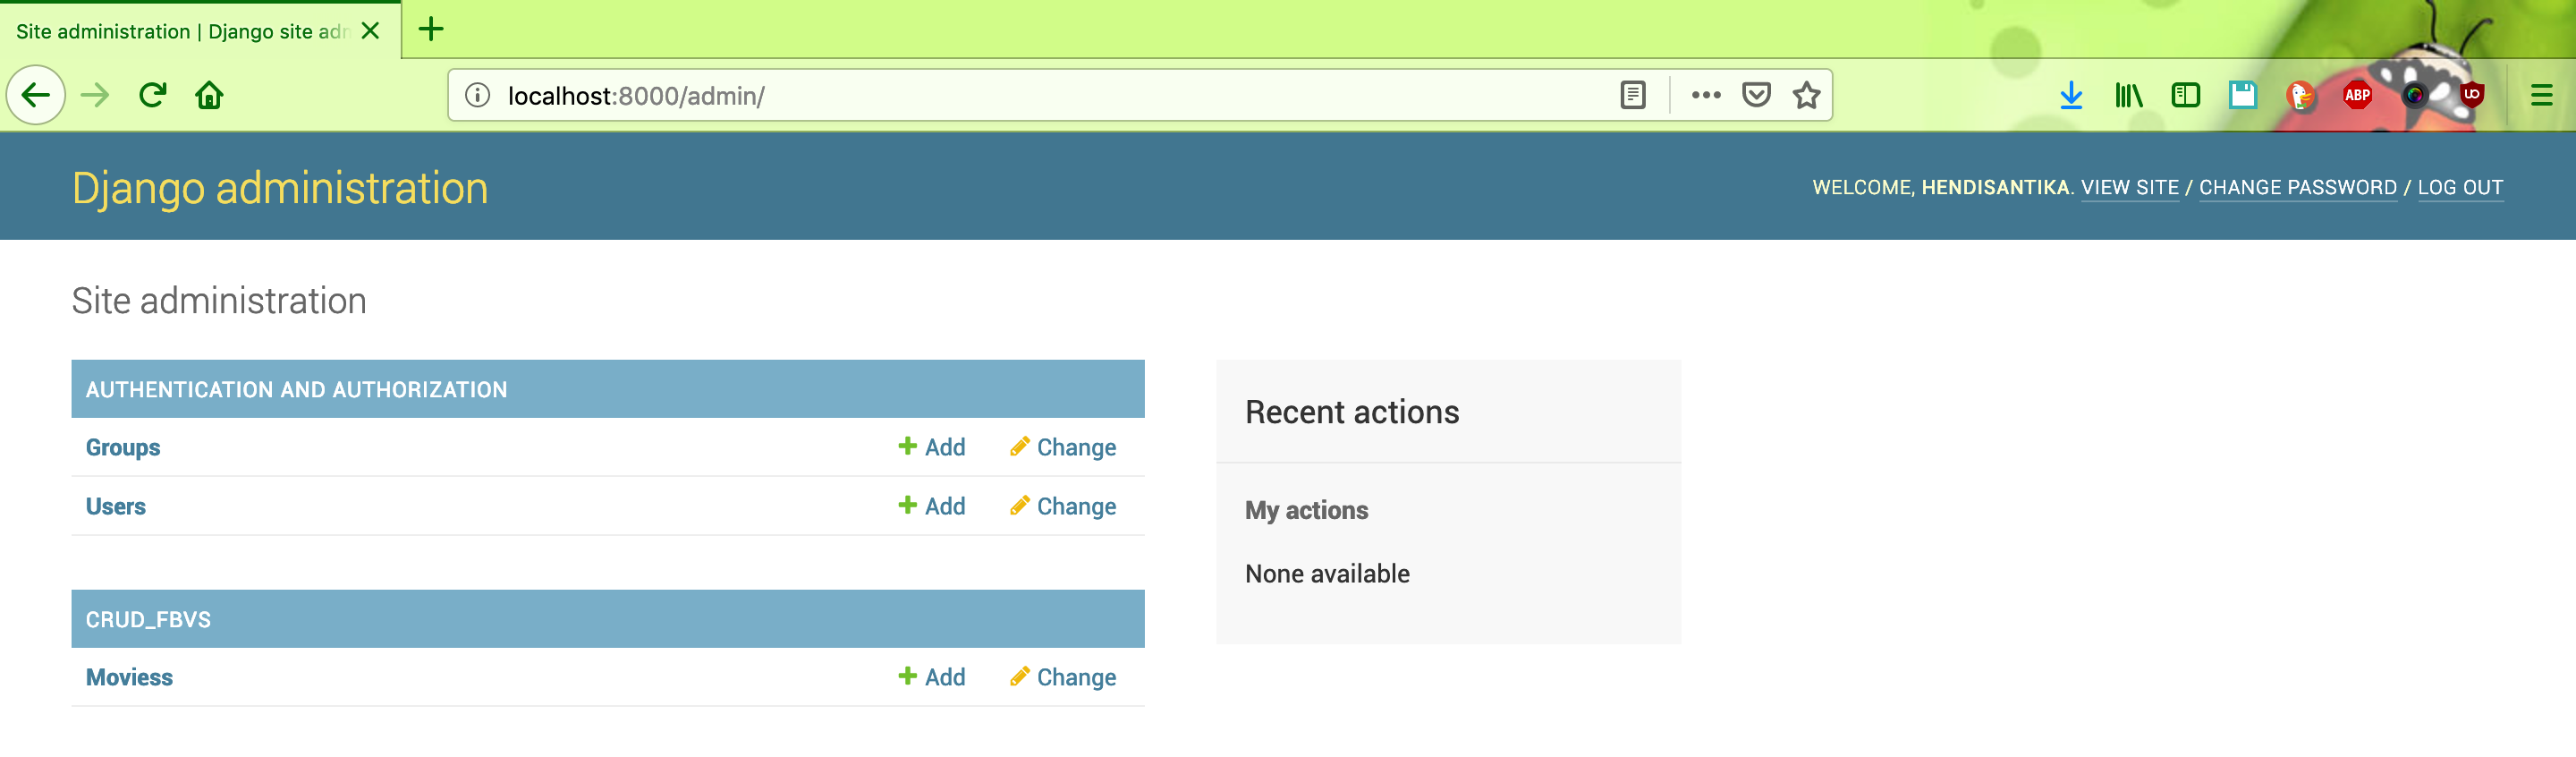 Site administration | Django site adm
localhost:8000/admin/
ABP
UO
Django administration
WELCOME, HENDISANTIKA. VIEW SITE / CHANGE PASSWORD / LOG OUT
Site administration
AUTHENTICATION AND AUTHORIZATION
Groups Add Change
Users Add Change
CRUD_FBVS
Moviess Add Change
Recent actions
My actions
None available